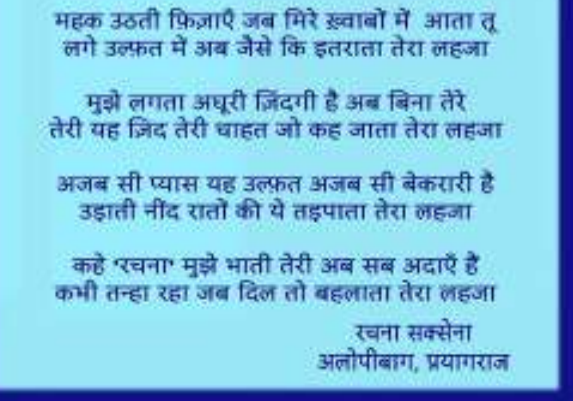 महक उठती फ़िज़ाएँ जब मिरे ख़्वाबों में आता तू
लगे उल्फ़त में अब जैसे कि इतराता तेरा लहजा
मुझे लगता अधूरी ज़िंदगी है अब बिना तेरे
तेरी यह ज़िद तेरी चाहत जो कह जाता तेरा लहजा
अजब सी प्यास यह उल्फ़त अजब सी बेकरारी है
उड़ाती नींद रातों की ये तड़पाता तेरा लहजा
कहे 'रचना' मुझे भाती तेरी अब सब अदाएँ हैं
कभी तन्हा रहा जब दिल तो बहलाता तेरा लहजा
रचना सक्सेना
अलोपीबाग, प्रयागराज